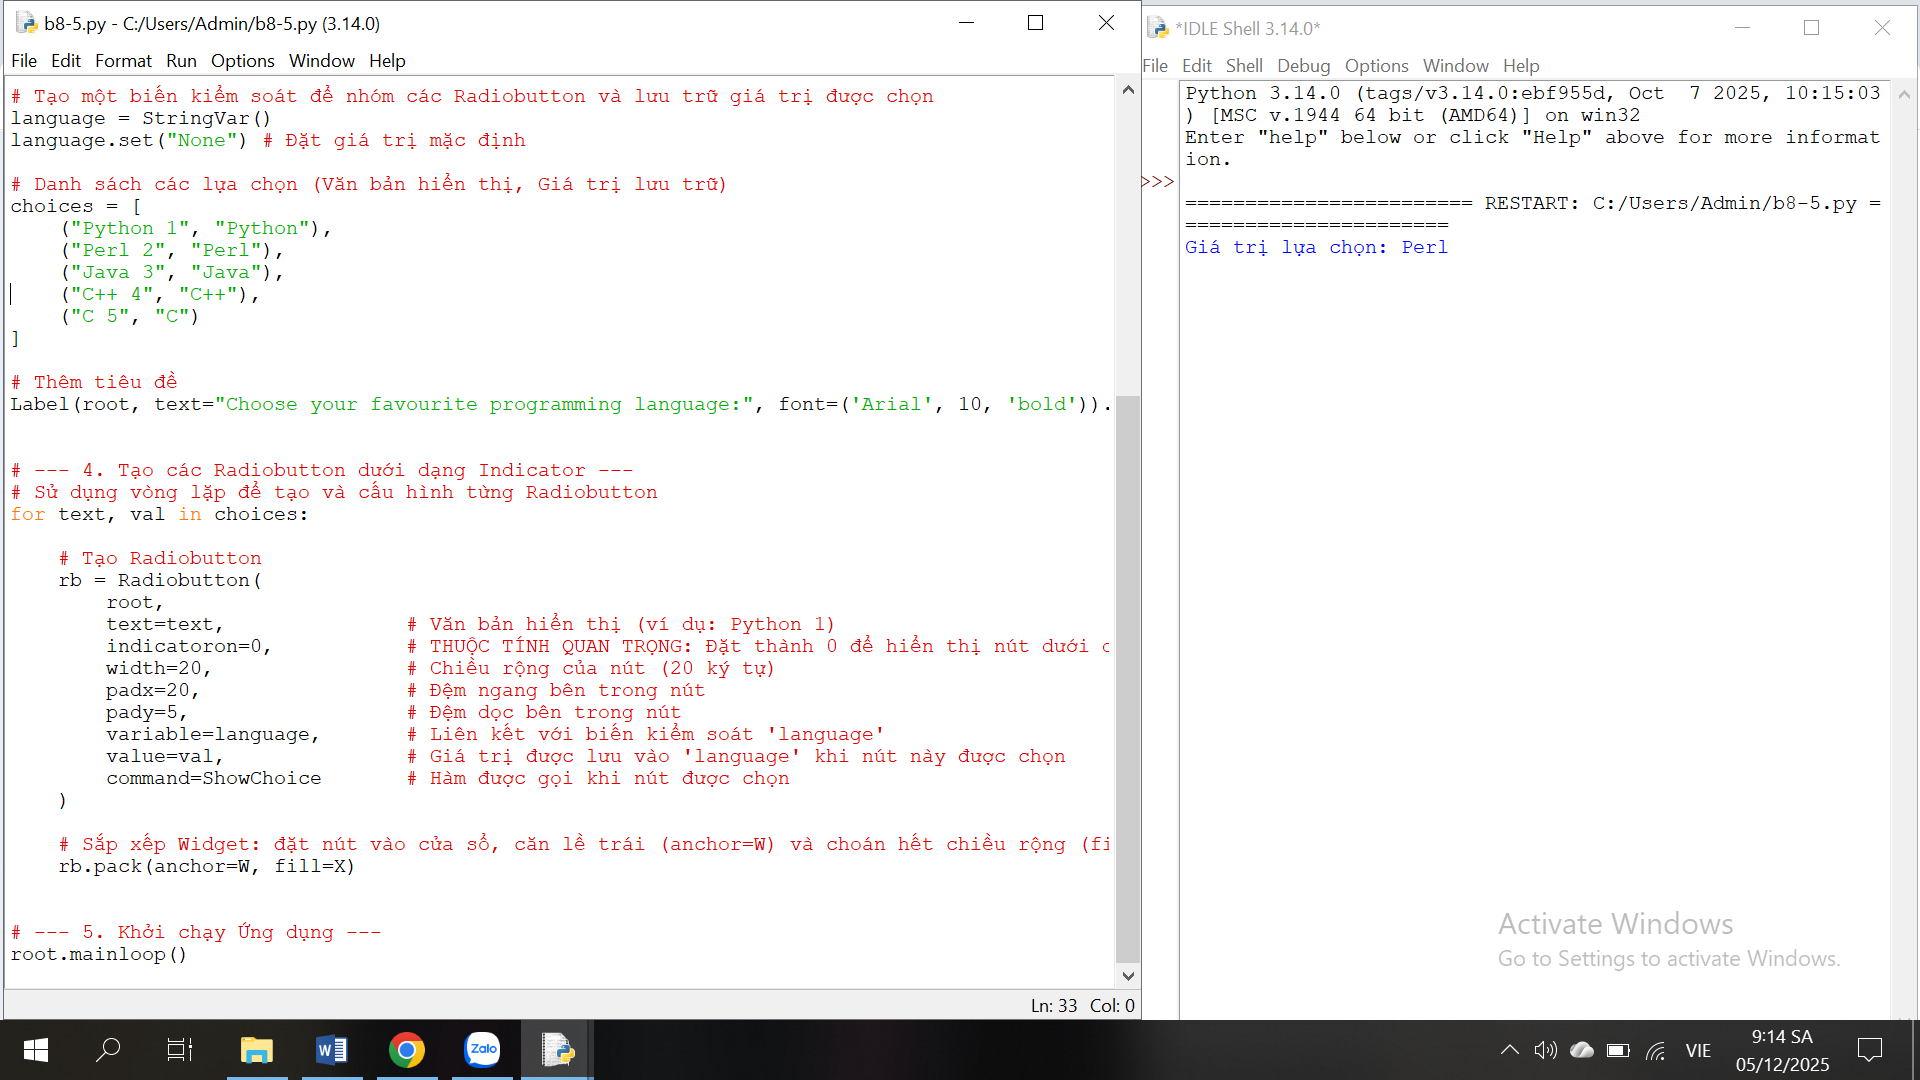 b8-5.py - C:/Users/Admin/b8-5.py (3.14.0)
File Edit Format Run Options Window Help
# Tạo một biến kiểm soát để nhóm các Radiobutton và lưu trữ giá trị được chọn
language = StringVar()
language.set("None") # Đặt giá trị mặc định
# Danh sách các lựa chọn (Văn bản hiển thị, Giá trị lưu trữ)
choices = [
    ("Python 1", "Python"),
    ("Perl 2", "Perl"),
    ("Java 3", "Java"),
    ("C++ 4", "C++"),
    ("C 5", "C")
]
# Thêm tiêu đề
Label(root, text="Choose your favourite programming language:", font=('Arial', 10, 'bold')).
# --- 4. Tạo các Radiobutton dưới dạng Indicator ---
# Sử dụng vòng lặp để tạo và cấu hình từng Radiobutton
for text, val in choices:
    # Tạo Radiobutton
    rb = Radiobutton(
        root,
        text=text,               # Văn bản hiển thị (ví dụ: Python 1)
        indicatoron=0,           # THUỘC TÍNH QUAN TRỌNG: Đặt thành 0 để hiển thị nút dưới
        width=20,                # Chiều rộng của nút (20 ký tự)
        padx=20,                 # Đệm ngang bên trong nút
        pady=5,                  # Đệm dọc bên trong nút
        variable=language,       # Liên kết với biến kiểm soát 'language'
        value=val,               # Giá trị được lưu vào 'language' khi nút này được chọn
        command=ShowChoice       # Hàm được gọi khi nút được chọn
    )
    # Sắp xếp Widget: đặt nút vào cửa sổ, căn lề trái (anchor=W) và choán hết chiều rộng (fi
    rb.pack(anchor=W, fill=X)
# --- 5. Khởi chạy Ứng dụng ---
root.mainloop()
Ln: 33 Col: 0
*IDLE Shell 3.14.0*
File Edit Shell Debug Options Window Help
Python 3.14.0 (tags/v3.14.0:ebf955d, Oct  7 2025, 10:15:03
) [MSC v.1944 64 bit (AMD64)] on win32
Enter "help" below or click "Help" above for more informat
ion.
>>>
======================== RESTART: C:/Users/Admin/b8-5.py =
======================
Giá trị lựa chọn: Perl
Activate Windows
Go to Settings to activate Windows.
Zalo
VIE
9:14 SA
05/12/2025